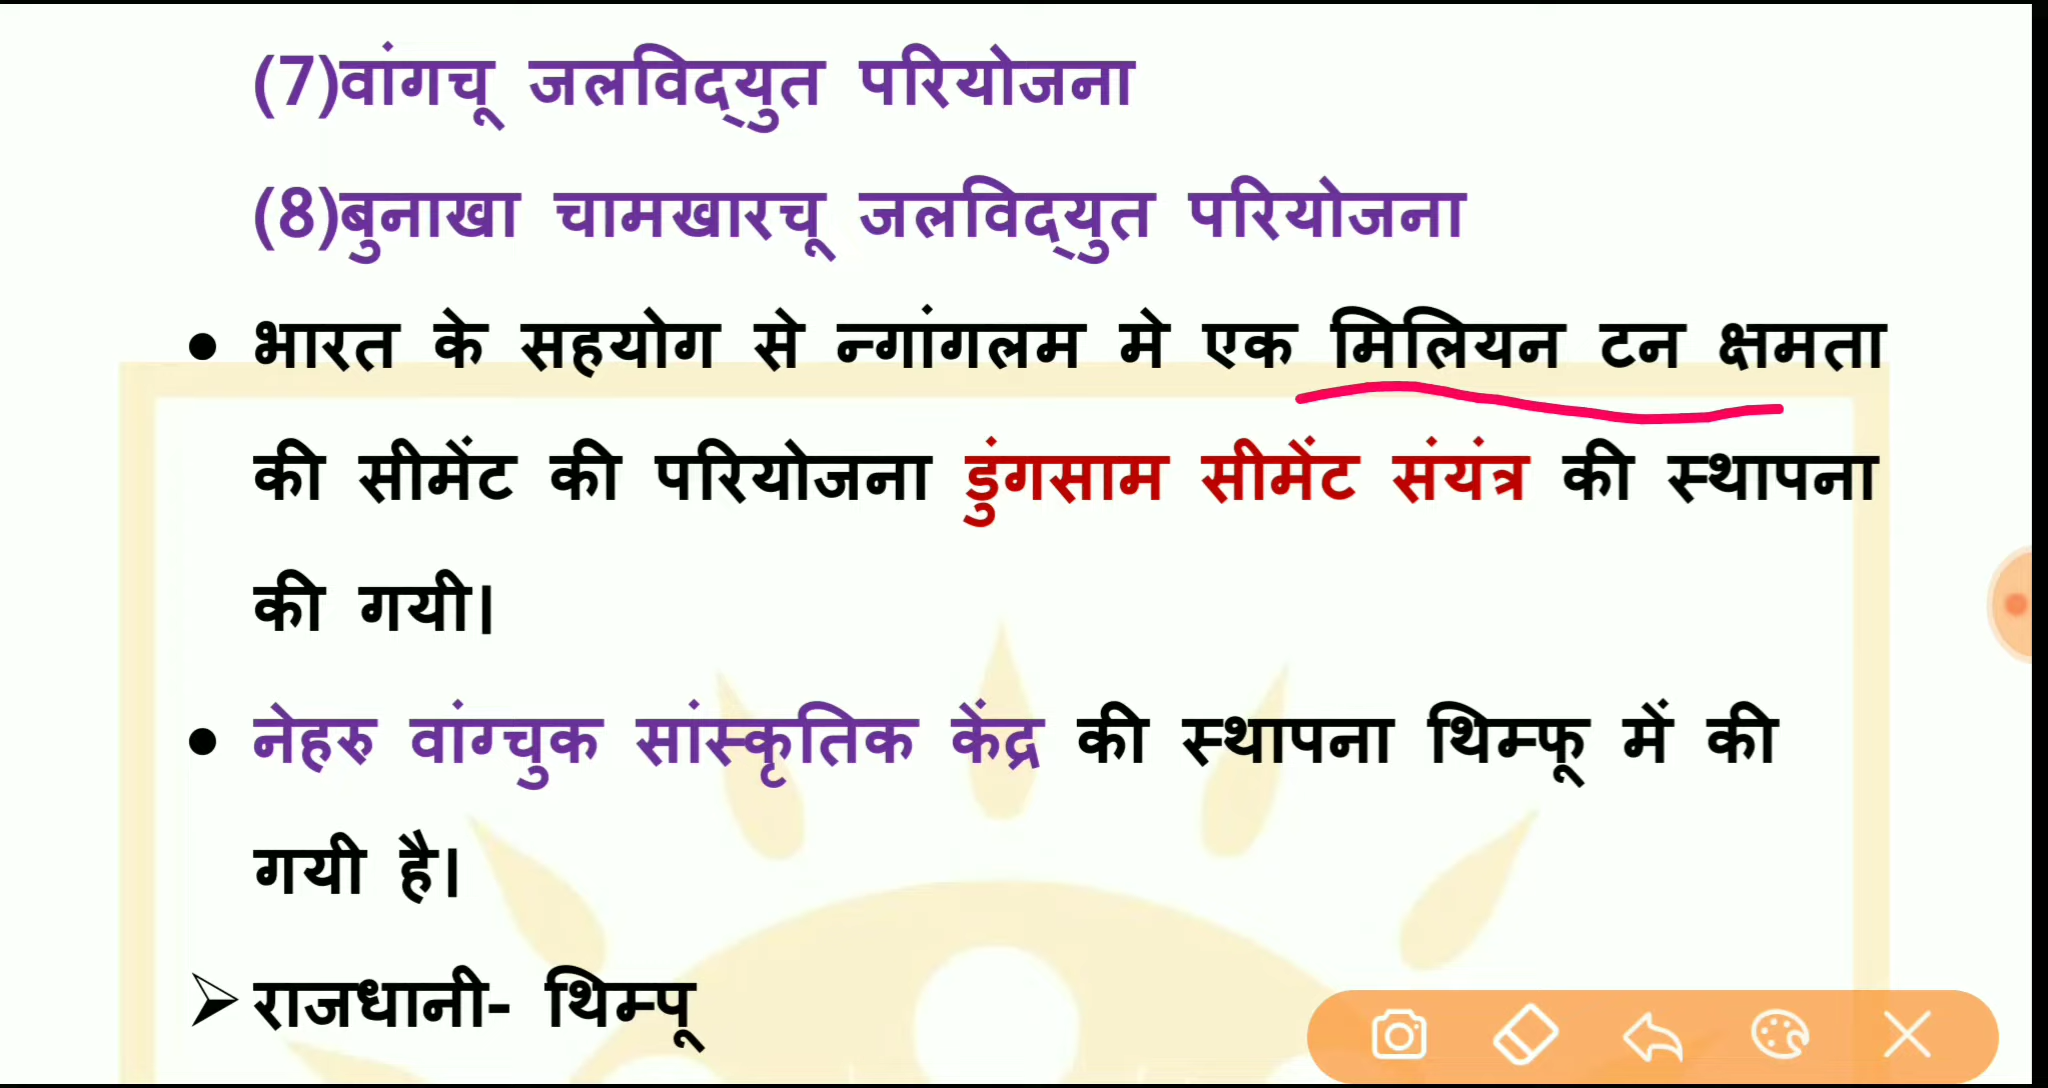 (7)वांगचू जलविद्युत परियोजना
(8)बुनाखा चामखारचू जलविद्युत परियोजना
• भारत के सहयोग से न्गांगलम मे एक मिलियन टन क्षमता
की सीमेंट की परियोजना डुंगसाम सीमेंट संयंत्र की स्थापना
की गयी।
• नेहरु वांग्चुक सांस्कृतिक केंद्र की स्थापना थिम्फू में की
गयी है।
➢ राजधानी- थिम्पू